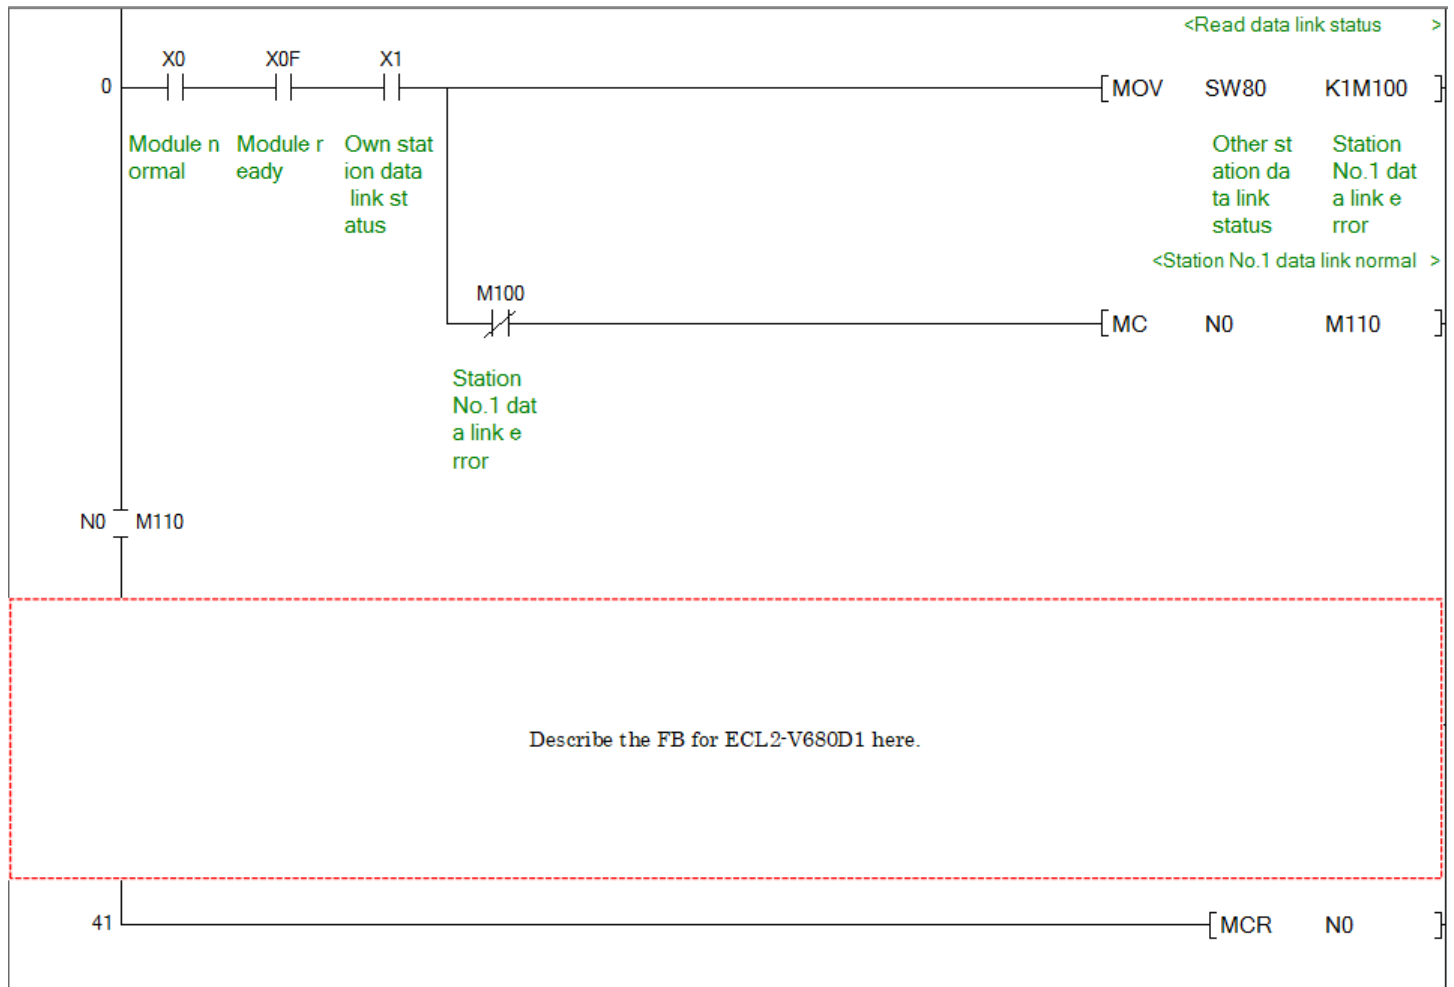 <Read data link status >
X0 X0F X1
0 [MOV SW80 K1M100 ]
Module n Module r Own stat Other st Station
ormal eady ion data ation da No.1 dat
link st ta link a link e
atus status rror
<Station No.1 data link normal >
M100
[MC N0 M110 ]
Station
No.1 dat
a link e
rror
N0 M110
Describe the FB for ECL2-V680D1 here.
41 [MCR N0 ]